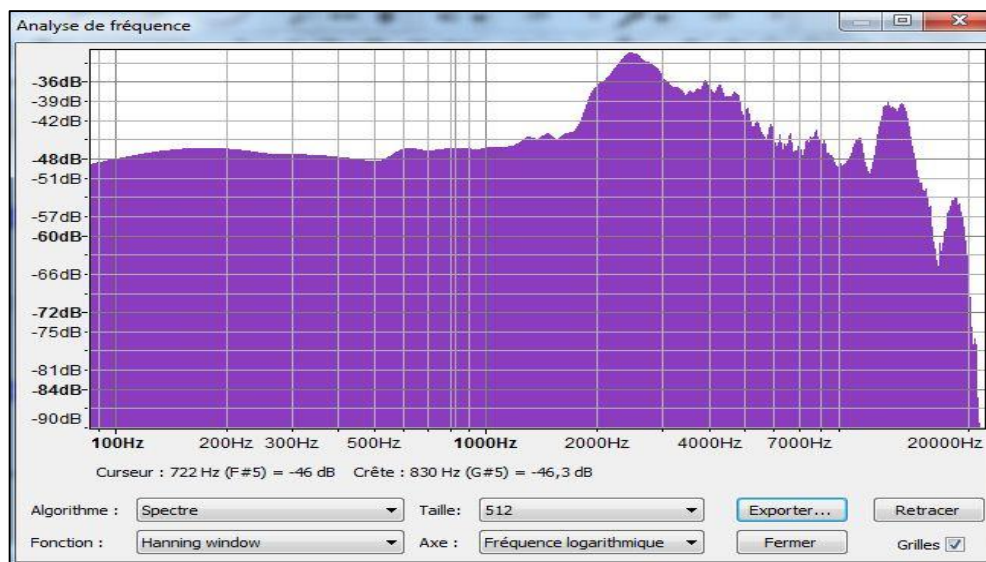 Analyse de fréquence
-36dB
-39dB
-42dB
-48dB
-51dB
-57dB
-60dB
-66dB
-72dB
-75dB
-81dB
-84dB
-90dB
100Hz 200Hz 300Hz 500Hz 1000Hz 2000Hz 4000Hz 7000Hz 20000Hz
Curseur : 722 Hz (F#5) = -46 dB Crête : 830 Hz (G#5) = -46,3 dB
Algorithme : Spectre Taille: 512 Exporter... Retracer
Fonction : Hanning window Axe : Fréquence logarithmique Fermer Grilles